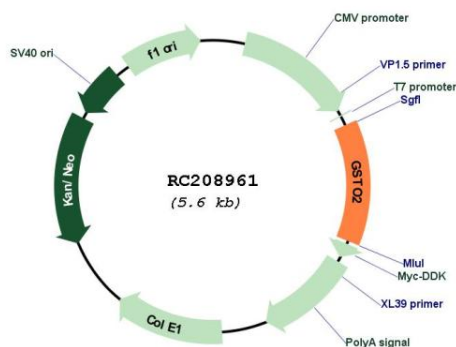 CMV promoter
SV40 ori
f1 ori
VP1.5 primer
T7 promoter
SgfI
Kan/ Neo
RC208961
(5.6 kb)
GSTO2
MluI
Myc-DDK
XL39 primer
Col E1
PolyA signal